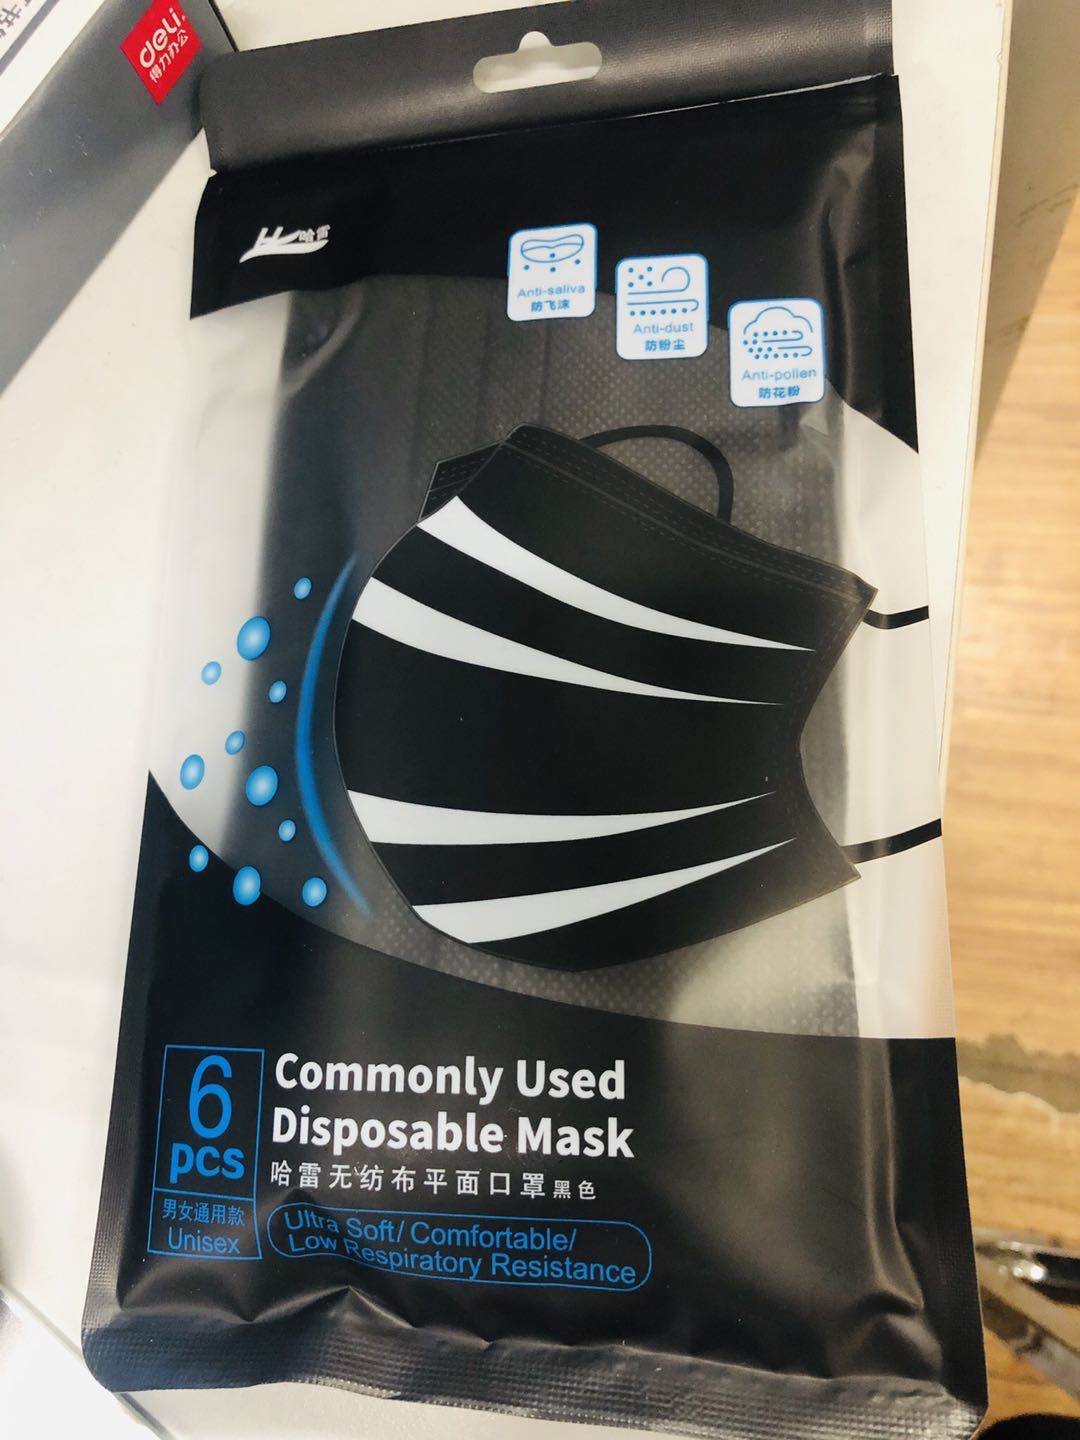 deli
得力办公
哈雷
Anti-saliva
防飞沫
Anti-dust
防粉尘
Anti-pollen
防花粉
6
pcs
男女通用款
Unisex
Commonly Used
Disposable Mask
哈雷无纺布平面口罩 黑色
Ultra Soft/ Comfortable/
Low Respiratory Resistance